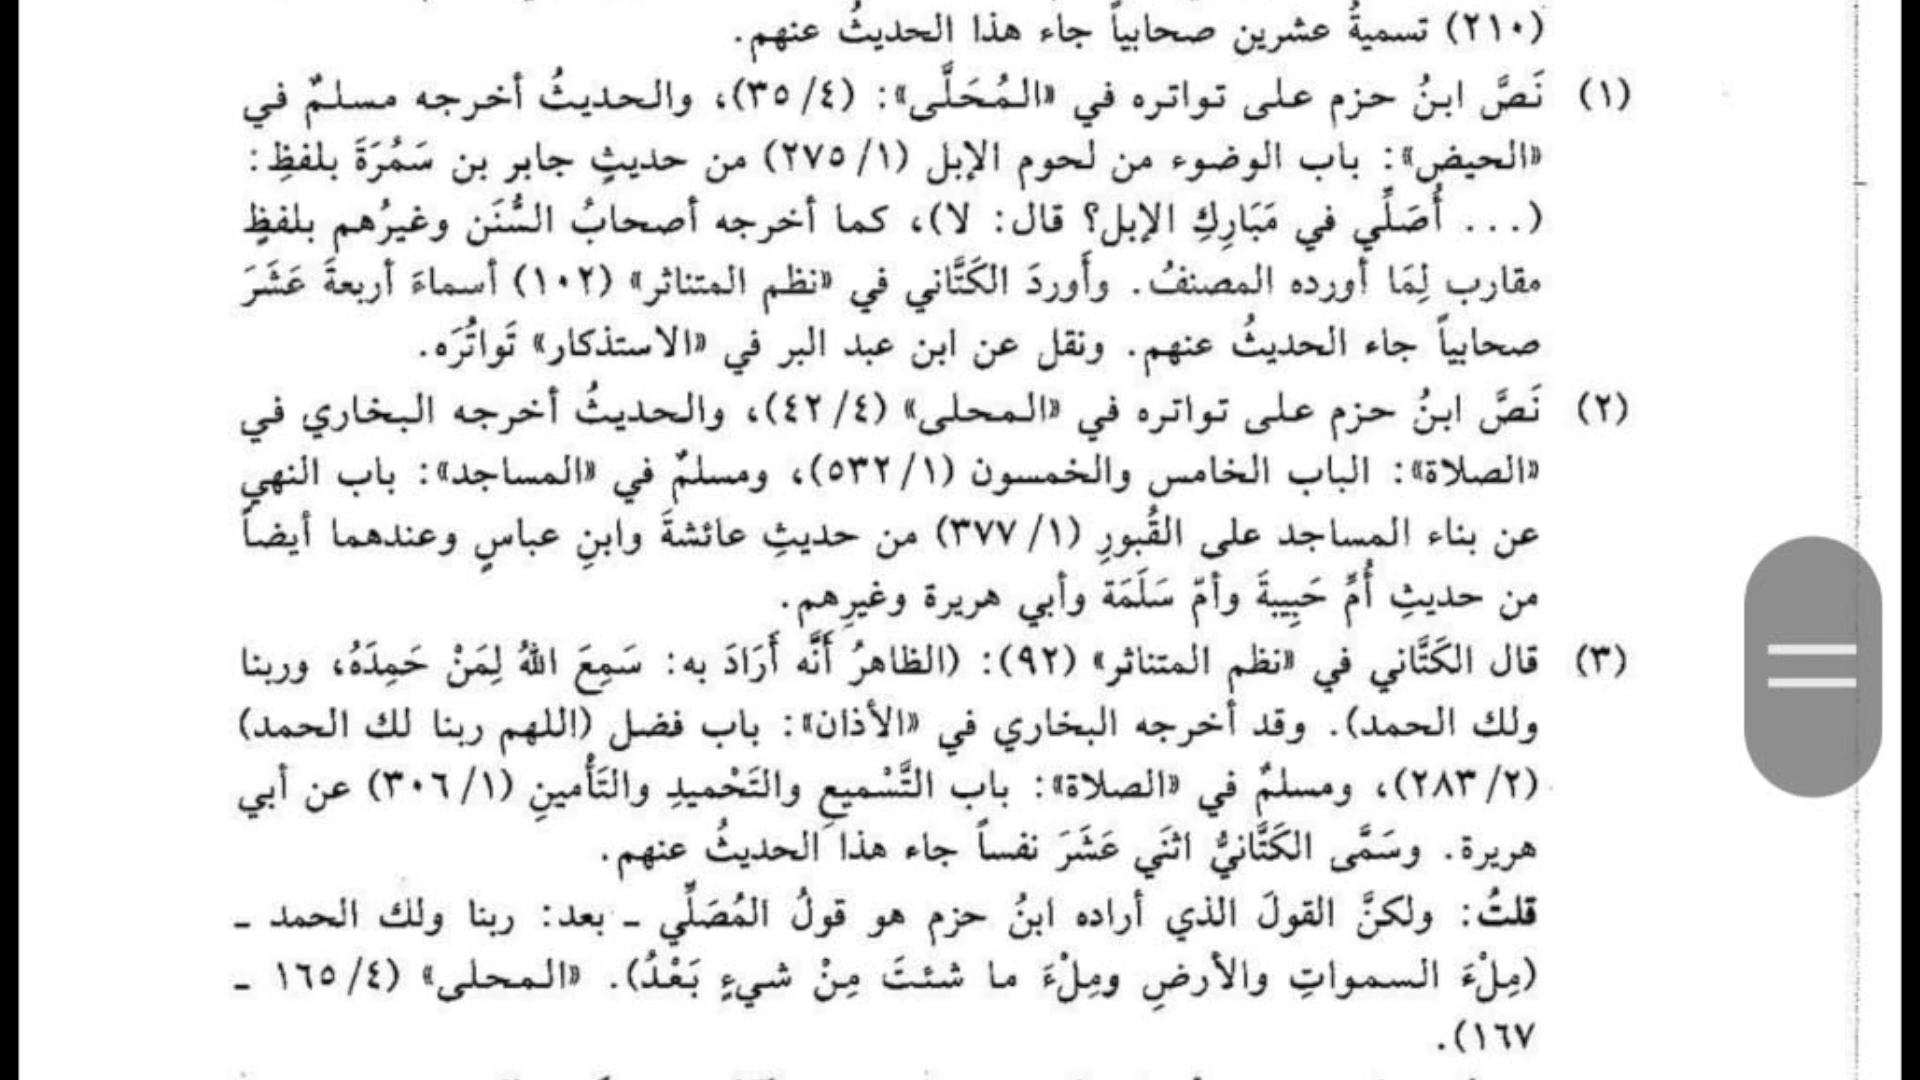 (٢١٠) تسميةُ عشرين صحابياً جاء هذا الحديثُ عنهم.
(١) نَصَّ ابنُ حزم على تواتره في «المُحَلَّى»: (٤/ ٣٥)، والحديثُ أخرجه مسلمٌ في
«الحيض»: باب الوضوء من لحوم الإبل (١/ ٢٧٥) من حديثِ جابر بن سَمُرَةَ بلفظِ:
(... أُصَلِّي في مَبَارِكِ الإبل؟ قال: لا)، كما أخرجه أصحابُ السُّنَن وغيرُهم بلفظٍ
مقارب لِمَا أورده المصنفُ. وأَوردَ الكَتَّاني في «نظم المتناثر» (١٠٢) أسماءَ أربعةَ عَشَرَ
صحابياً جاء الحديثُ عنهم. ونقل عن ابن عبد البر في «الاستذكار» تَواتُرَه.
(٢) نَصَّ ابنُ حزم على تواتره في «المحلى» (٤/ ٤٢)، والحديثُ أخرجه البخاري في
«الصلاة»: الباب الخامس والخمسون (١/ ٥٣٢)، ومسلمٌ في «المساجد»: باب النهي
عن بناء المساجد على القُبورِ (١/ ٣٧٧) من حديثِ عائشةَ وابنِ عباسٍ وعندهما أيضاً
من حديثِ أُمِّ حَبِيبةَ وأمّ سَلَمَة وأبي هريرة وغيرِهم.
(٣) قال الكَتَّاني في «نظم المتناثر» (٩٢): (الظاهرُ أَنَّه أَرَادَ به: سَمِعَ اللهُ لِمَنْ حَمِدَهُ، وربنا
ولك الحمد). وقد أخرجه البخاري في «الأذان»: باب فضل (اللهم ربنا لك الحمد)
(٢/ ٢٨٣)، ومسلمٌ في «الصلاة»: باب التَّسْميعِ والتَحْميدِ والتَأْمينِ (١/ ٣٠٦) عن أبي
هريرة. وسَمَّى الكَتَّانيُّ اثنَي عَشَرَ نفساً جاء هذا الحديثُ عنهم.
قلتُ: ولكنَّ القولَ الذي أراده ابنُ حزم هو قولُ المُصَلِّي ـ بعد: ربنا ولك الحمد ـ
(مِلْءَ السمواتِ والأرضِ ومِلْءَ ما شئتَ مِنْ شيءٍ بَعْدُ). «المحلى» (٤/ ١٦٥ ـ
١٦٧).